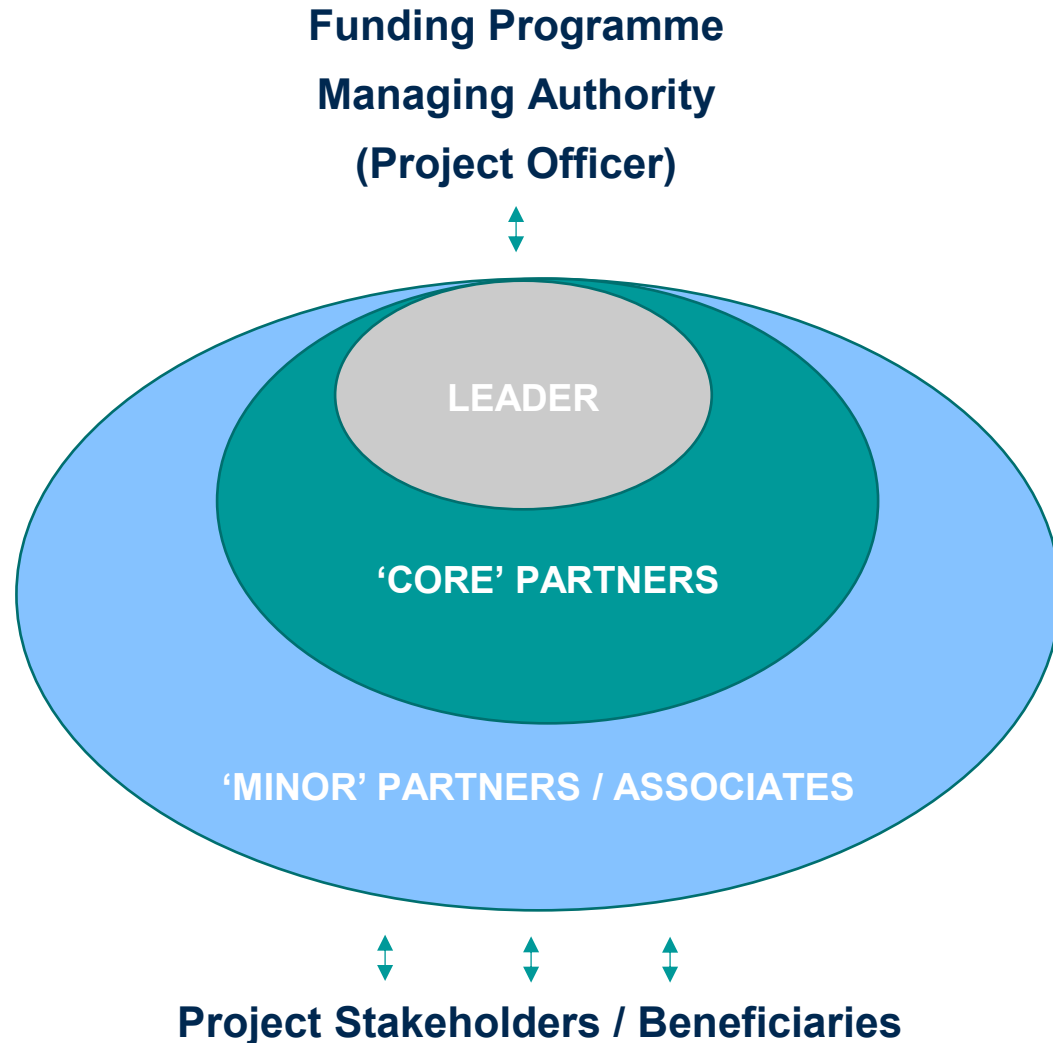 Funding Programme
Managing Authority
(Project Officer)
LEADER
‘CORE’ PARTNERS
‘MINOR’ PARTNERS / ASSOCIATES
Project Stakeholders / Beneficiaries